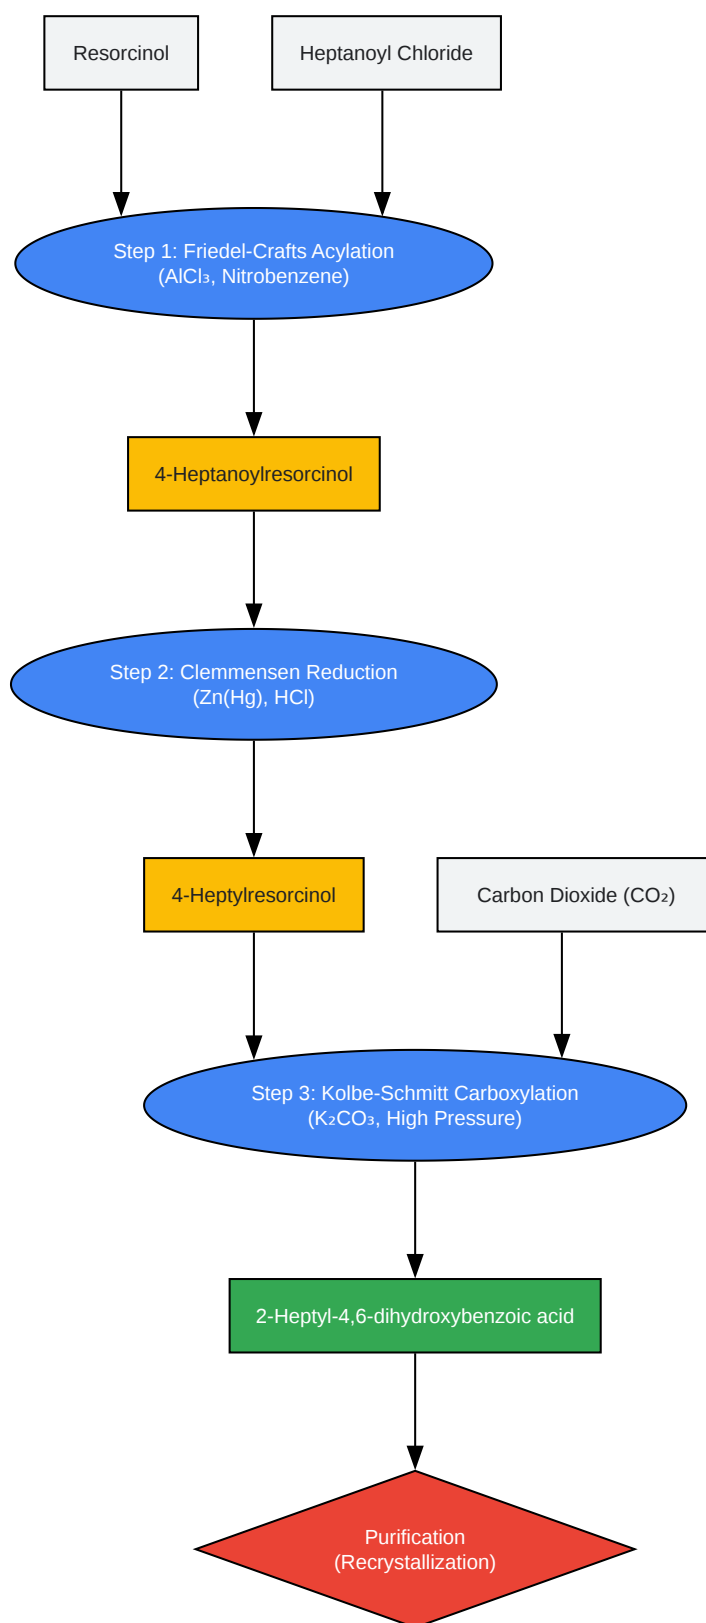 Resorcinol
Heptanoyl Chloride
Step 1: Friedel-Crafts Acylation
(AlCl₃, Nitrobenzene)
4-Heptanoylresorcinol
Step 2: Clemmensen Reduction
(Zn(Hg), HCl)
4-Heptylresorcinol
Carbon Dioxide (CO₂)
Step 3: Kolbe-Schmitt Carboxylation
(K₂CO₃, High Pressure)
2-Heptyl-4,6-dihydroxybenzoic acid
Purification
(Recrystallization)